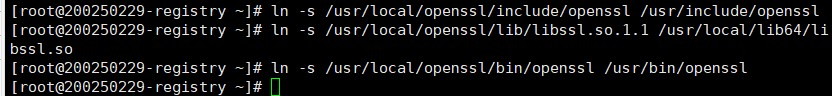 [root@200250229-registry ~]# ln -s /usr/local/openssl/include/openssl /usr/include/openssl
[root@200250229-registry ~]# ln -s /usr/local/openssl/lib/libssl.so.1.1 /usr/local/lib64/li
bssl.so
[root@200250229-registry ~]# ln -s /usr/local/openssl/bin/openssl /usr/bin/openssl
[root@200250229-registry ~]#